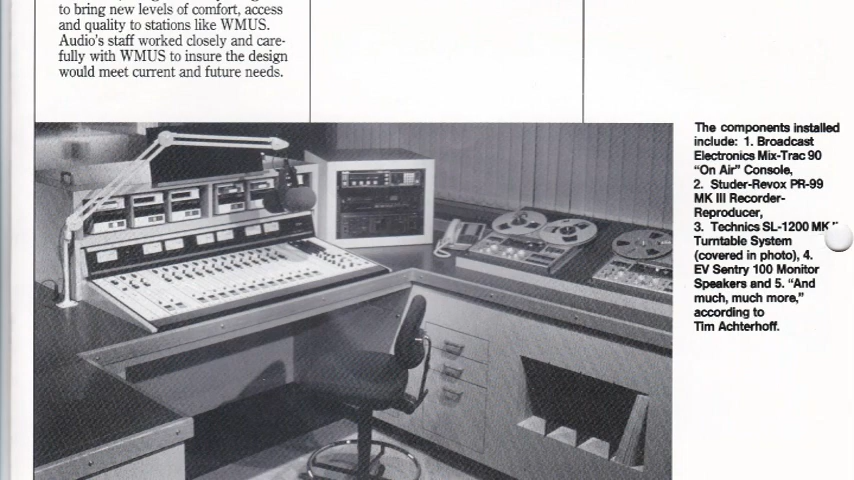 to bring new levels of comfort, access
and quality to stations like WMUS.
Audio's staff worked closely and care-
fully with WMUS to insure the design
would meet current and future needs.
The components installed
include: 1. Broadcast
Electronics Mix-Trac 90
"On Air" Console,
2. Studer-Revox PR-99
MK III Recorder-
Reproducer,
3. Technics SL-1200 MK
Turntable System
(covered in photo), 4.
EV Sentry 100 Monitor
Speakers and 5. "And
much, much more,"
according to
Tim Achterhoff.